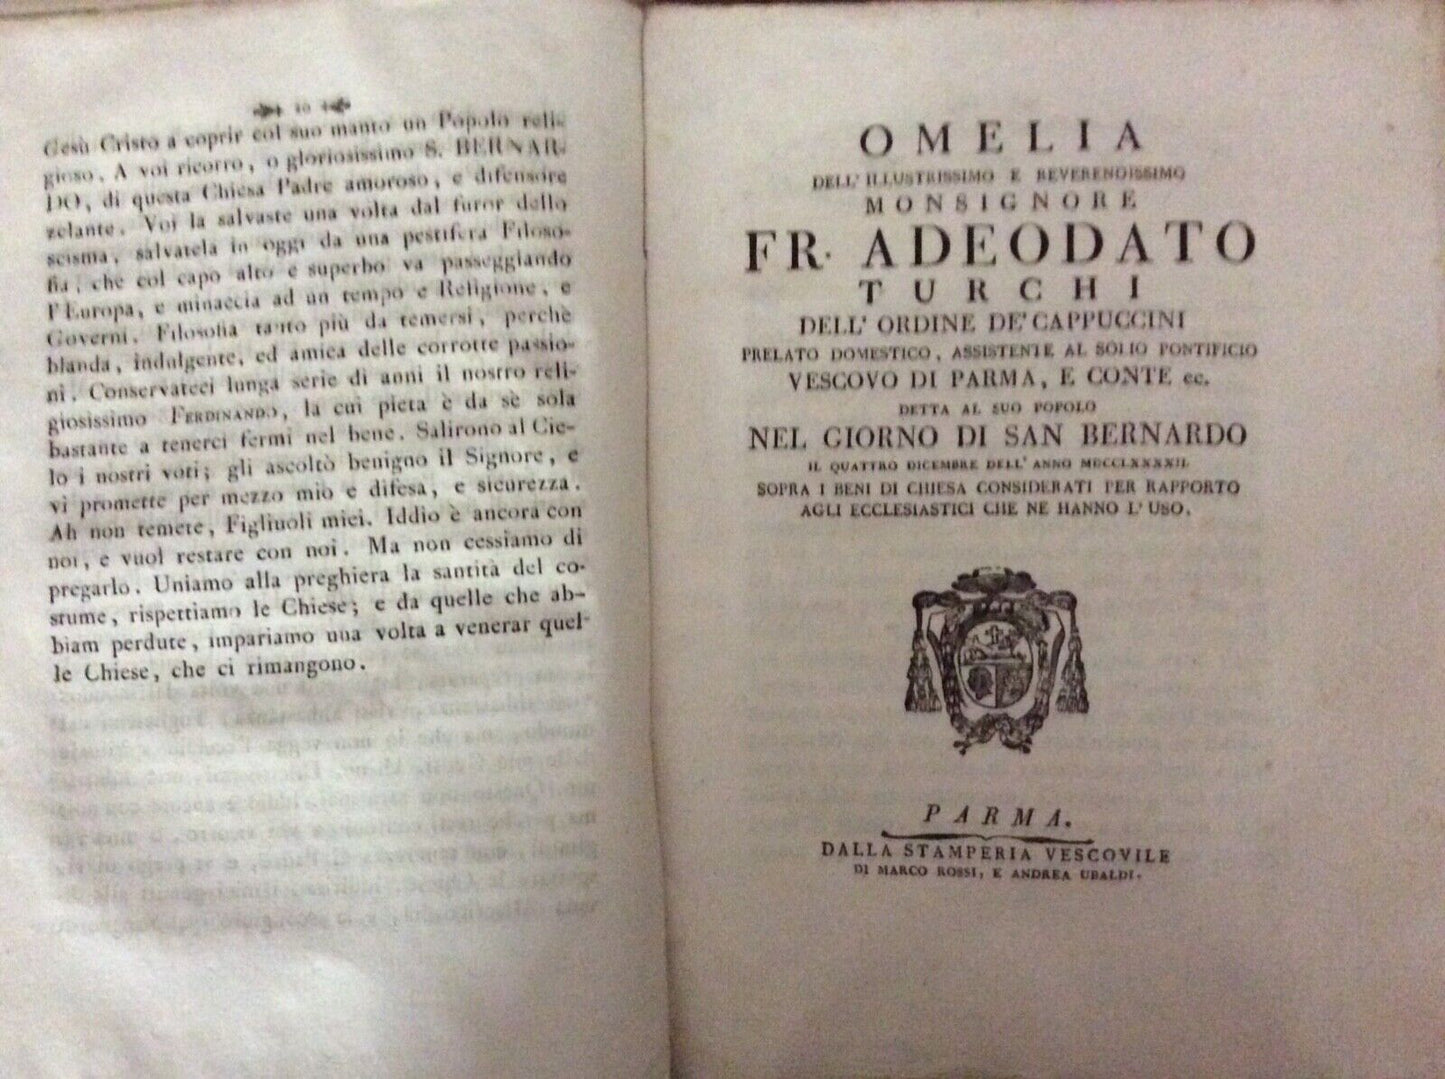 10
Gesù Cristo a coprir col suo manto un Popolo reli-
gioso. A voi ricorro, o gloriosissimo S. BERNAR-
DO, di questa Chiesa Padre amoroso, e difensore
zelante. Voi la salvaste una volta dal furor dello
scisma, salvatela in oggi da una pestifera Filoso-
fia, che col capo alto e superbo va passeggiando
l'Europa, e minaccia ad un tempo e Religione, e
Governi. Filosofia tanto più da temersi, perchè
blanda, indulgente, ed amica delle corrotte passio-
ni. Conservateci lunga serie di anni il nostro reli-
giosissimo FERDINANDO, la cui pietà è da sè sola
bastante a tenerci fermi nel bene. Salirono al Cie-
lo i nostri voti; gli ascoltò benigno il Signore, e
vi promette per mezzo mio e difesa, e sicurezza.
Ah non temete, Figliuoli miei. Iddio è ancora con
noi, e vuol restare con noi. Ma non cessiamo di
pregarlo. Uniamo alla preghiera la santità del co-
stume, rispettiamo le Chiese; e da quelle che ab-
biam perdute, impariamo una volta a venerar quel-
le Chiese, che ci rimangono.
OMELIA
DELL' ILLUSTRISSIMO E REVERENDISSIMO
MONSIGNORE
FR. ADEODATO
TURCHI
DELL' ORDINE DE' CAPPUCCINI
PRELATO DOMESTICO, ASSISTENTE AL SOLIO PONTIFICIO
VESCOVO DI PARMA, E CONTE ec.
DETTA AL SUO POPOLO
NEL GIORNO DI SAN BERNARDO
IL QUATTRO DICEMBRE DELL' ANNO MDCCLXXXXII.
SOPRA I BENI DI CHIESA CONSIDERATI PER RAPPORTO
AGLI ECCLESIASTICI CHE NE HANNO L' USO.
PARMA.
DALLA STAMPERIA VESCOVILE
DI MARCO ROSSI, E ANDREA UBALDI.